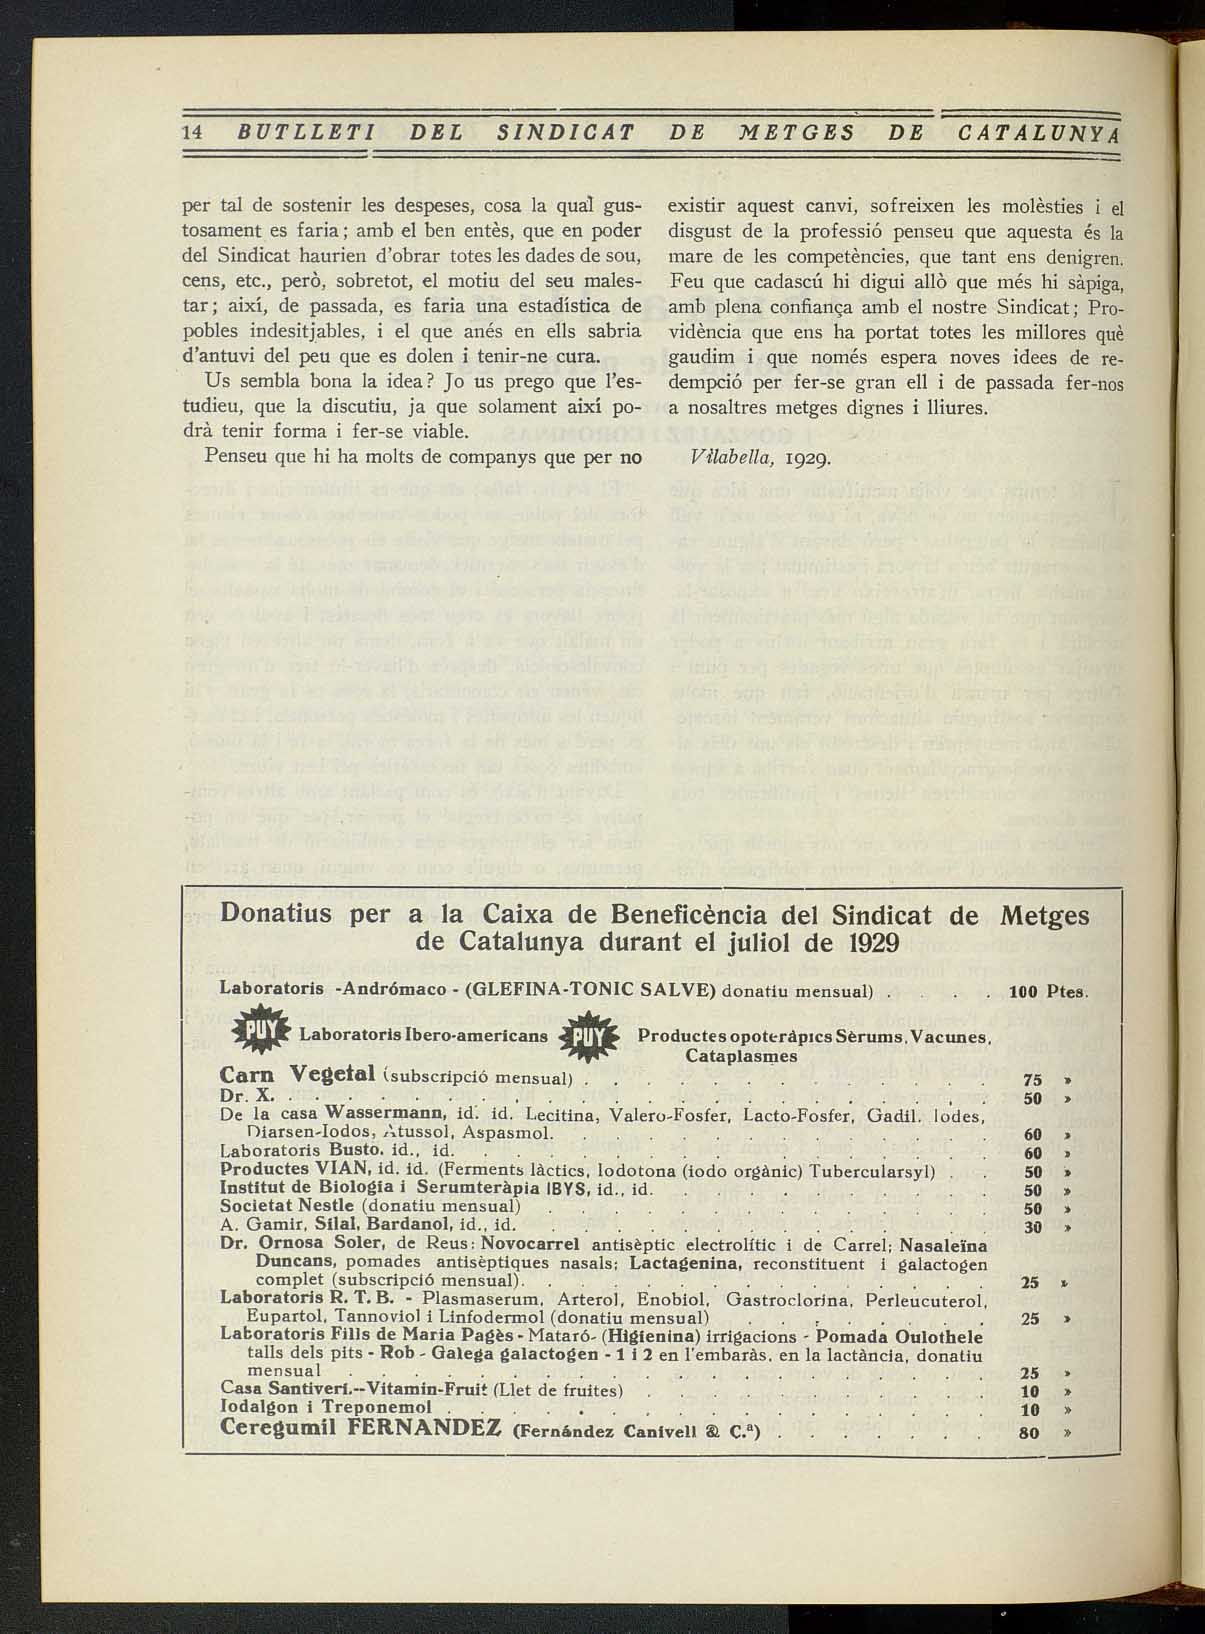 14 BUTLLETI DEL SINDICAT DE METGES DE CATALUNYA
per tal de sostenir les despeses, cosa la qual gus-
tosament es faria; amb el ben entès, que en poder
del Sindicat haurien d'obrar totes les dades de sou,
cens, etc., però, sobretot, el motiu del seu males-
tar; així, de passada, es faria una estadística de
pobles indesitjables, i el que anés en ells sabria
d'antuvi del peu que es dolen i tenir-ne cura.
Us sembla bona la idea? Jo us prego que l'es-
tudieu, que la discutiu, ja que solament així po-
drà tenir forma i fer-se viable.
Penseu que hi ha molts de companys que per no
existir aquest canvi, sofreixen les molèsties i el
disgust de la professió penseu que aquesta és la
mare de les competències, que tant ens denigren.
Feu que cadascú hi digui allò que més hi sàpiga,
amb plena confiança amb el nostre Sindicat; Pro-
vidència que ens ha portat totes les millores què
gaudim i que només espera noves idees de re-
dempció per fer-se gran ell i de passada fer-nos
a nosaltres metges dignes i lliures.
Vilabella, 1929.
Donatius per a la Caixa de Beneficència del Sindicat de Metges
de Catalunya durant el juliol de 1929
Laboratoris -Andrómaco - (GLEFINA-TONIC SALVE) donatiu mensual) . . . . 100 Ptes.
PUY Laboratoris Ibero-americans PUY Productes opoteràpics Sèrums, Vacunes,
Cataplasmes
Carn Vegetal (subscripció mensual) . . . . . . . . . . . . . 75 »
Dr. X. . . . . . . . . . . . . . . . . . . . . . . 50 »
De la casa Wassermann, id. id. Lecitina, Valero-Fosfer, Lacto-Fosfer, Gadil. Iodes,
Diarsen-Iodos, Atussol, Aspasmol. . . . . . . . . . . . . . 60 »
Laboratoris Busto. id., id. . . . . . . . . . . . . . . . . 60 »
Productes VIAN, id. id. (Ferments làctics, Iodotona (iodo orgànic) Tubercularsyl) . . 50 »
Institut de Biologia i Serumteràpia IBYS, id., id. . . . . . . . . . . 50 »
Societat Nestle (donatiu mensual) . . . . . . . . . . . . . . 50 »
A. Gamir, Silal, Bardanol, id., id. . . . . . . . . . . . . . . . 30 »
Dr. Ornosa Soler, de Reus: Novocarrel antisèptic electrolític i de Carrel; Nasaleïna
Duncans, pomades antisèptiques nasals; Lactagenina, reconstituent i galactogen
complet (subscripció mensual). . . . . . . . . . . . . . . 25 »
Laboratoris R. T. B. - Plasmaserum, Arterol, Enobiol, Gastroclorina, Perleucuterol,
Eupartol, Tannoviol i Linfodermol (donatiu mensual) . . . . . . . . 25 »
Laboratoris Fills de Maria Pagès - Mataró- (Higienina) irrigacions - Pomada Oulothele
talls dels pits - Rob - Galega galactogen - 1 i 2 en l'embaràs, en la lactància, donatiu
mensual . . . . . . . . . . . . . . . . . . . . 25 »
Casa Santiveri.--Vitamin-Fruit (Llet de fruites) . . . . . . . . . . . 10 »
Iodalgon i Treponemol . . . . . . . . . . . . . . . . . 10 »
Ceregumil FERNANDEZ (Fernández Canivell & C.ª) . . . . . . . 80 »